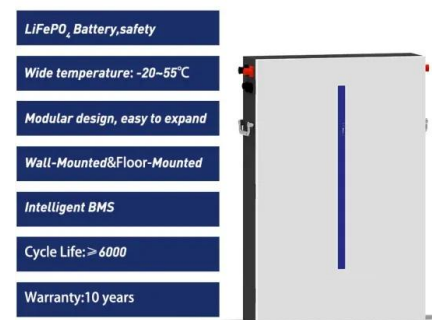 LiFePO₄ Battery,safety
Wide temperature: -20~55℃
Modular design, easy to expand
Wall-Mounted&Floor-Mounted
Intelligent BMS
Cycle Life:≥6000
Warranty:10 years